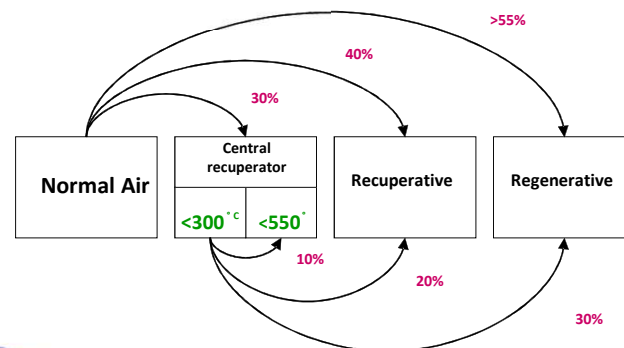 >55%
40%
30%
Normal Air
Central
recuperator
<300°C
<550°
Recuperative
Regenerative
10%
20%
30%